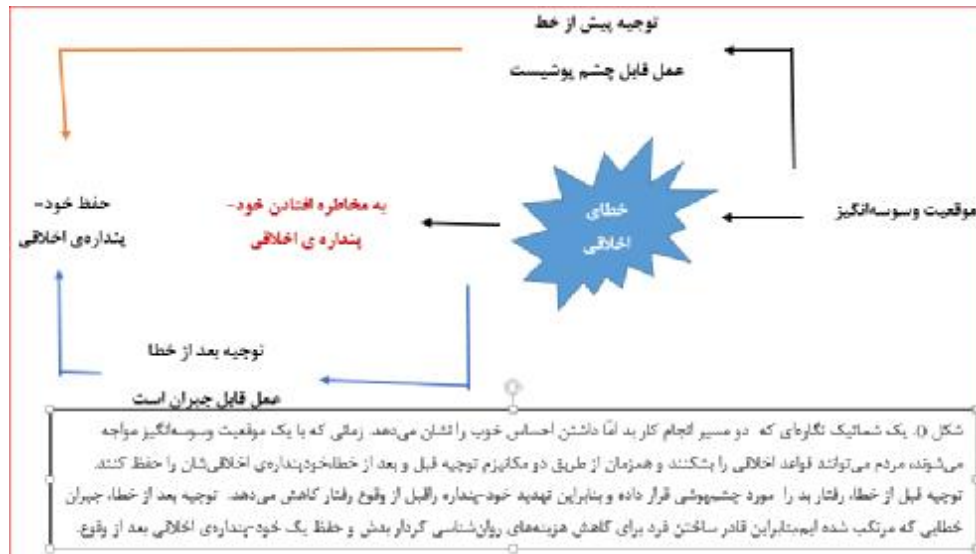 توجیه پیش از خط
عمل قابل چشم پوشیست
موقعیت وسوسه‌انگیز
خطای
اخلاقی
به مخاطره افتادن خود-
پنداره ی اخلاقی
حفظ خود-
پنداره‌ی اخلاقی
توجیه بعد از خطا
عمل قابل جبران است
شکل 0. یک شماتیک نگاره‌ای که دو مسیر انجام کار بد امّا داشتن احساس خوب را نشان می‌دهد. زمانی که با یک موقعیت وسوسه‌انگیز مواجه
می‌شوند، مردم می‌توانند قواعد اخلاقی را بشکنند و همزمان از طریق دو مکانیزم توجیه قبل و بعد از خطا،خودپنداره‌ی اخلاقی‌شان را حفظ کنند.
توجیه قبل از خطا، رفتار بد را مورد چشمپوشی قرار داده و بنابراین تهدید خود-پنداره راقبل از وقوع رفتار کاهش می‌دهد. توجیه بعد از خطا، جبران
خطایی که مرتکب شده ایم،بنابراین قادر ساختن فرد برای کاهش هزینه‌های روان‌شناسی کردار بدش و حفظ یک خود-پنداره‌ی اخلاقی بعد از وقوع.